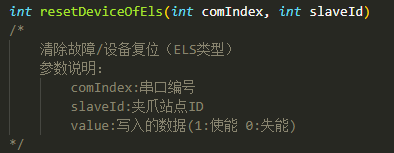 int resetDeviceOfEls(int comIndex, int slaveId)
/*
清除故障/设备复位（ELS类型）
参数说明:
comIndex:串口编号
slaveId:夹爪站点ID
value:写入的数据(1:使能 0:失能)
*/